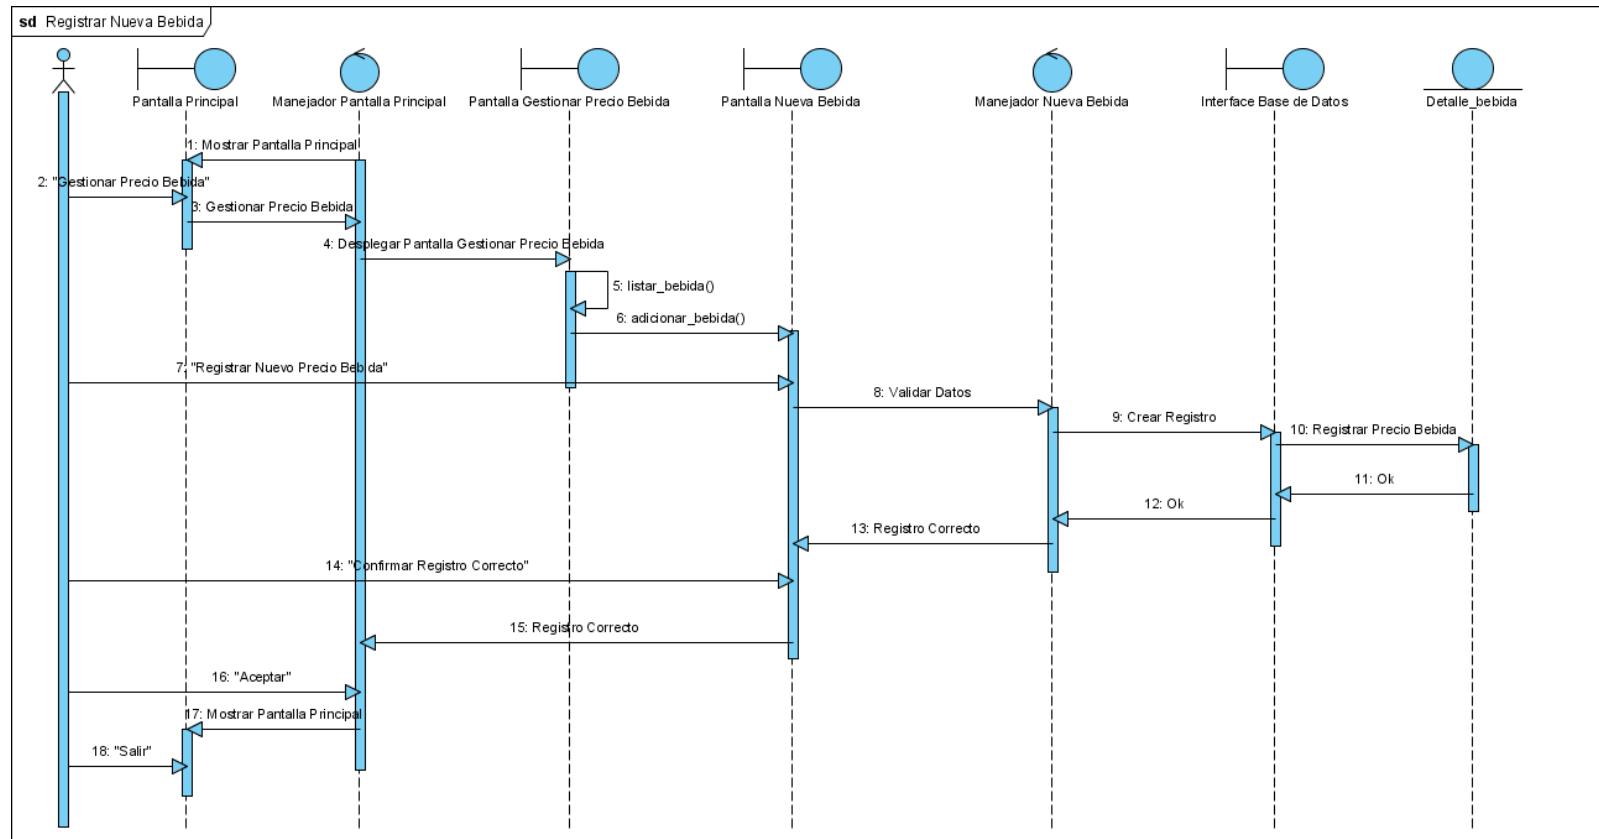 sd Registrar Nueva Bebida
Pantalla Principal
Manejador Pantalla Principal
Pantalla Gestionar Precio Bebida
Pantalla Nueva Bebida
Manejador Nueva Bebida
Interface Base de Datos
Detalle_bebida
1: Mostrar Pantalla Principal
2: "Gestionar Precio Bebida"
3: Gestionar Precio Bebida
4: Desplegar Pantalla Gestionar Precio Bebida
5: listar_bebida()
6: adicionar_bebida()
7: "Registrar Nuevo Precio Bebida"
8: Validar Datos
9: Crear Registro
10: Registrar Precio Bebida
11: Ok
12: Ok
13: Registro Correcto
14: "Confirmar Registro Correcto"
15: Registro Correcto
16: "Aceptar"
17: Mostrar Pantalla Principal
18: "Salir"